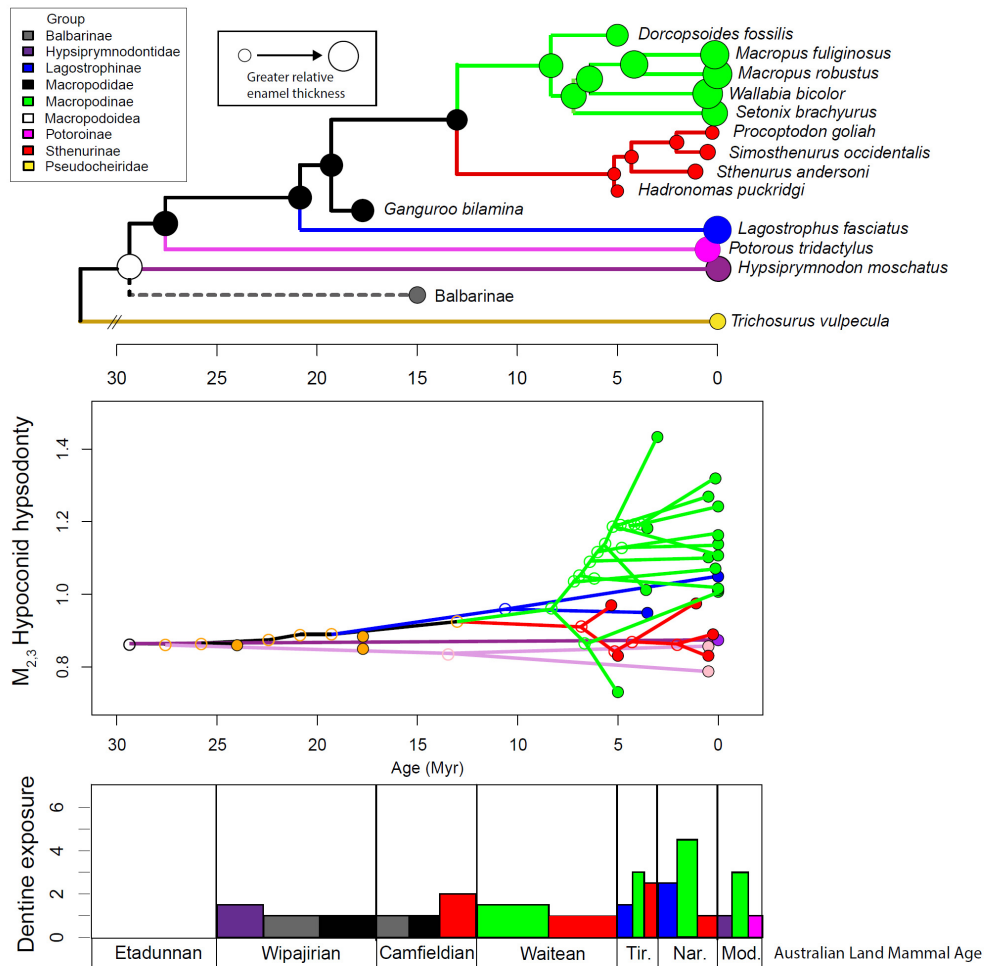 Group
Balbarinae
Hypsiprymnodontidae
Lagostrophinae
Macropodidae
Macropodinae
Macropodoidea
Potoroinae
Sthenurinae
Pseudocheiridae
Greater relative
enamel thickness
Dorcopsoides fossilis
Macropus fuliginosus
Macropus robustus
Wallabia bicolor
Setonix brachyurus
Procoptodon goliah
Simosthenurus occidentalis
Sthenurus andersoni
Hadronomas puckridgi
Ganguroo bilamina
Lagostrophus fasciatus
Potorous tridactylus
Hypsiprymnodon moschatus
Balbarinae
Trichosurus vulpecula
30 25 20 15 10 5 0
M2,3 Hypoconid hypsodonty
1.4
1.2
1.0
0.8
30 25 20 15 10 5 0
Age (Myr)
Dentine exposure
6
4
2
0
Etadunnan Wipajirian Camfieldian Waitean Tir. Nar. Mod. Australian Land Mammal Age